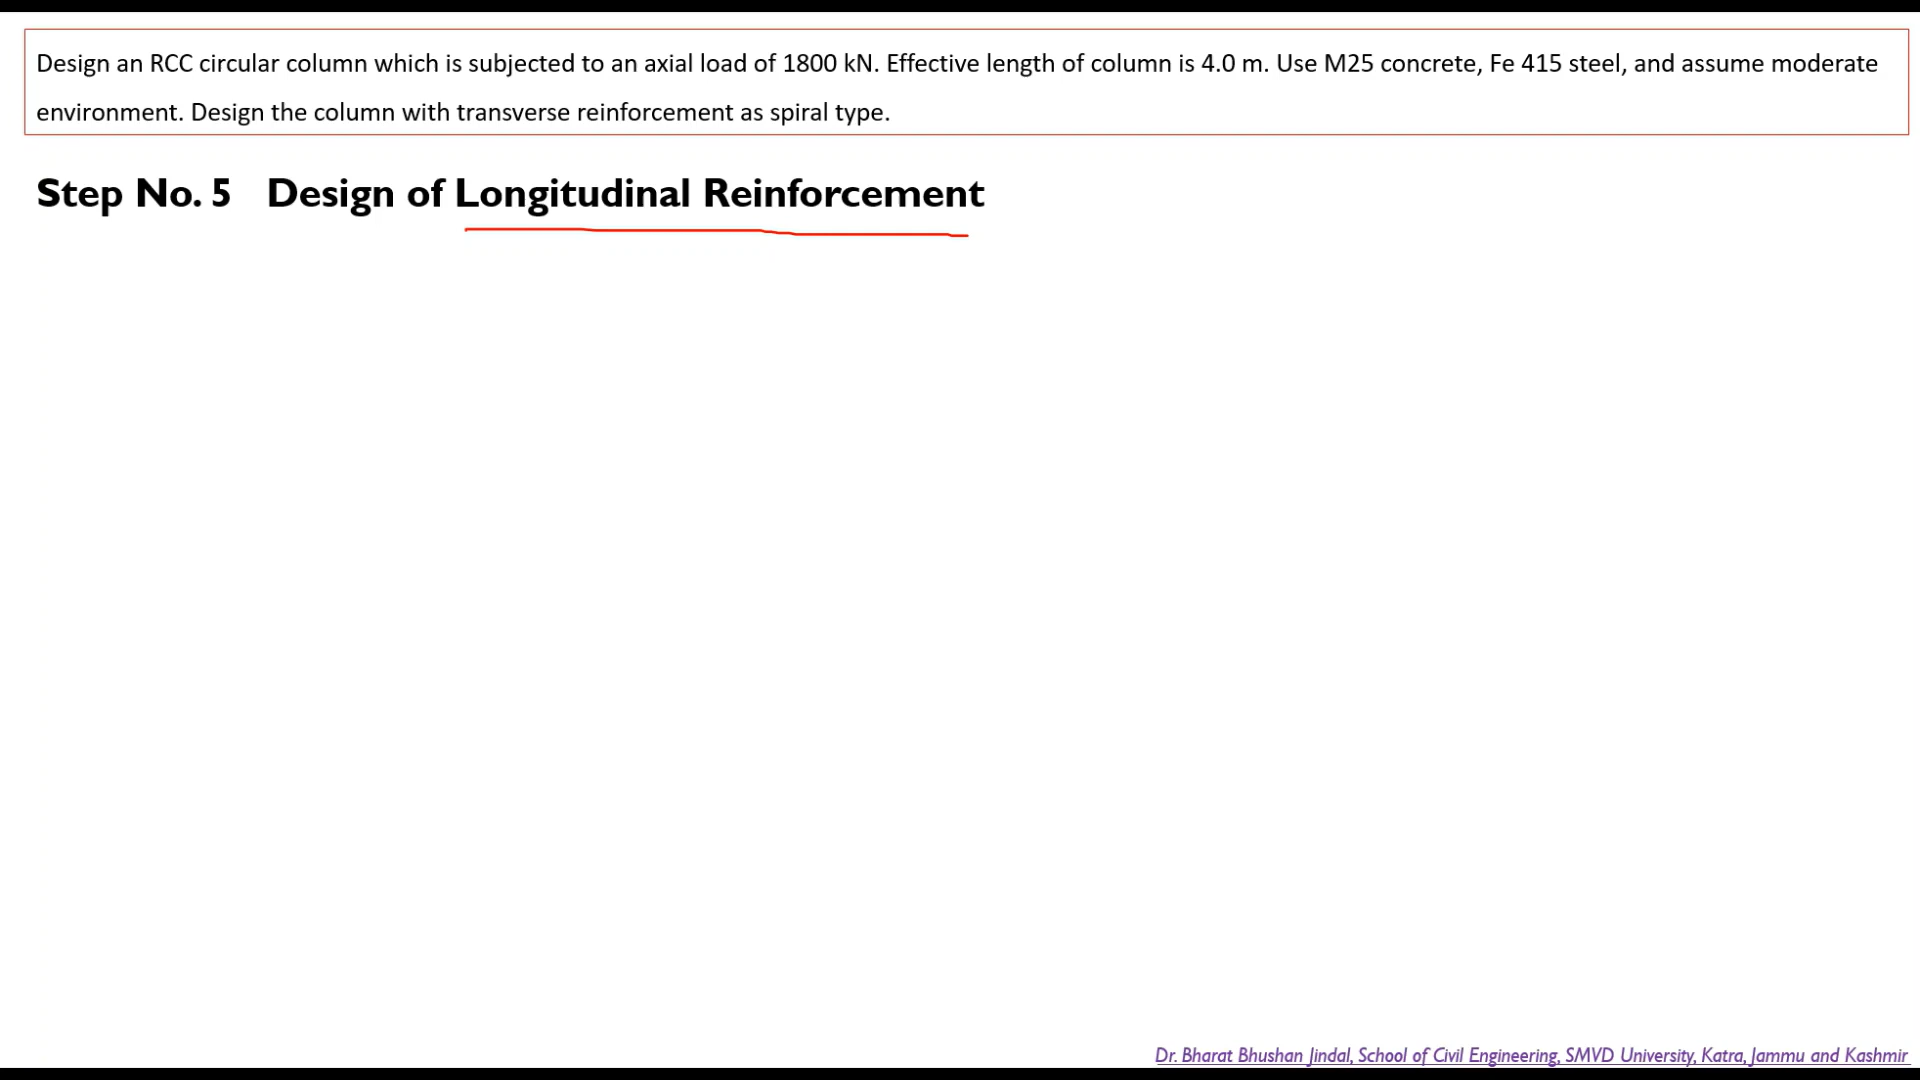 Design an RCC circular column which is subjected to an axial load of 1800 kN. Effective length of column is 4.0 m. Use M25 concrete, Fe 415 steel, and assume moderate
environment. Design the column with transverse reinforcement as spiral type.
Step No. 5 Design of Longitudinal Reinforcement
Dr. Bharat Bhushan Jindal, School of Civil Engineering, SMVD University, Katra, Jammu and Kashmir